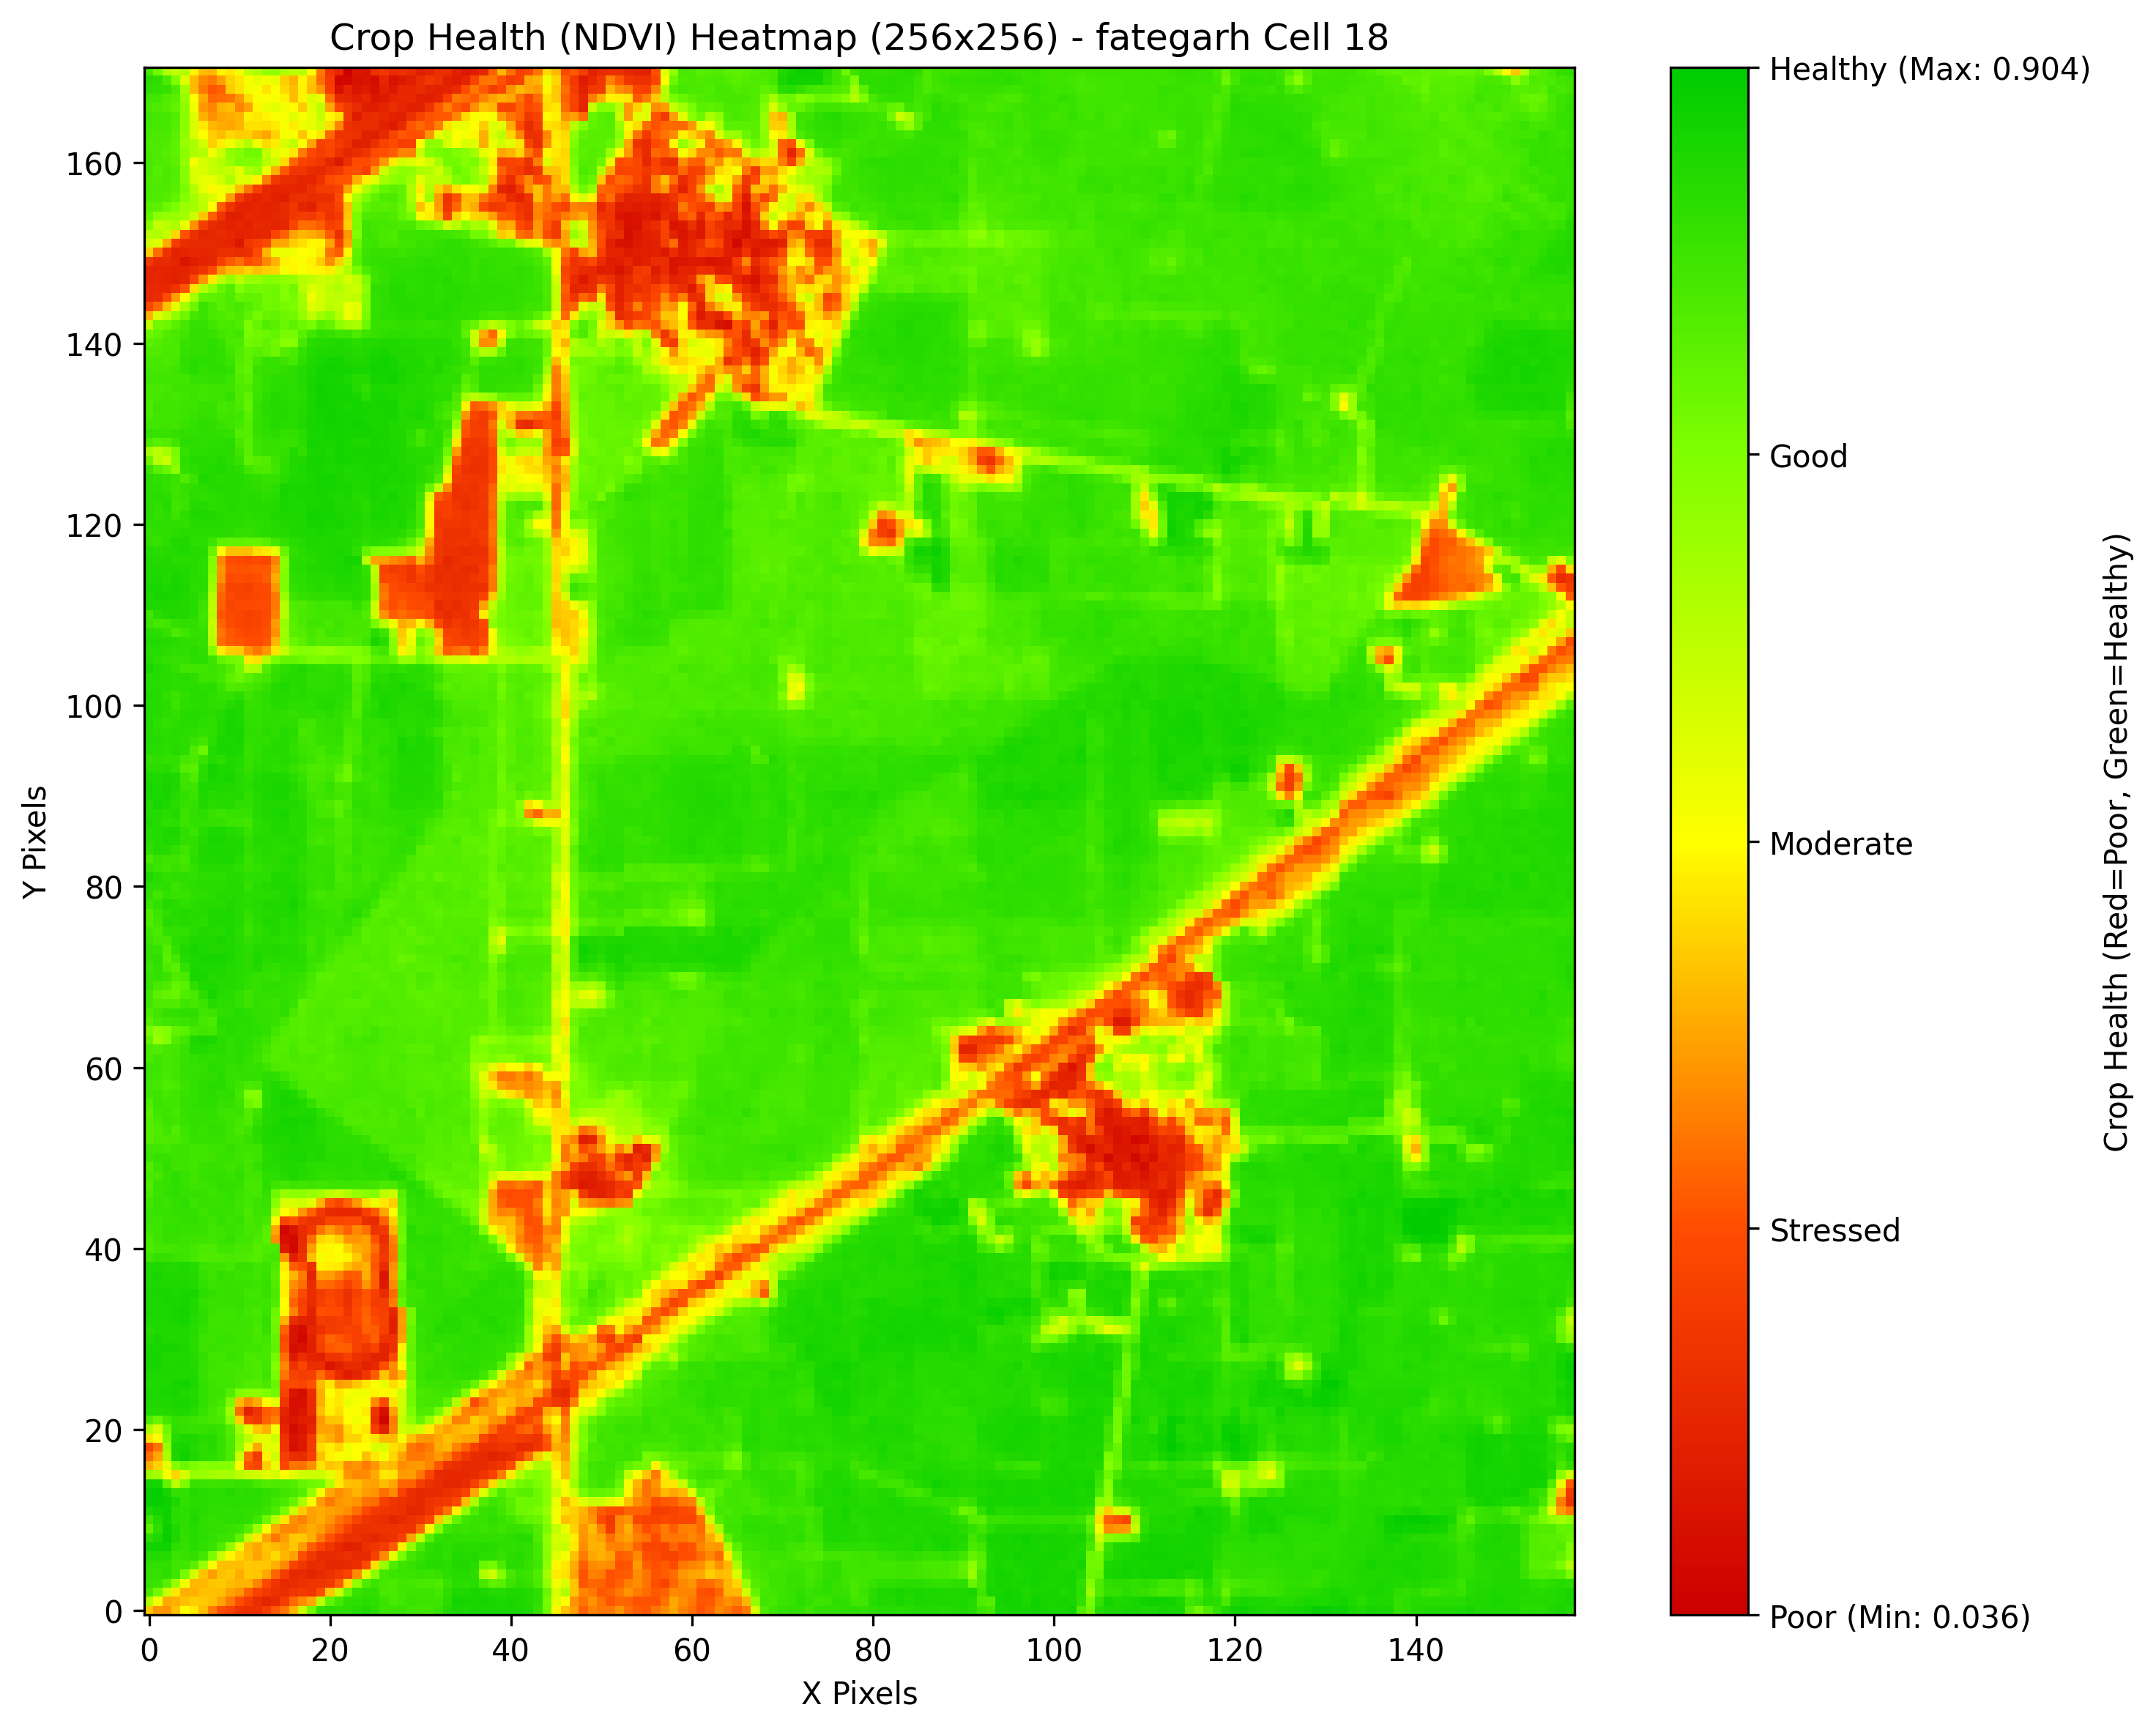 Crop Health (NDVI) Heatmap (256x256) - fategarh Cell 18
Healthy (Max: 0.904)
Good
Moderate
Stressed
Poor (Min: 0.036)
Crop Health (Red=Poor, Green=Healthy)
Y Pixels
160
140
120
100
80
60
40
20
0
0 20 40 60 80 100 120 140
X Pixels